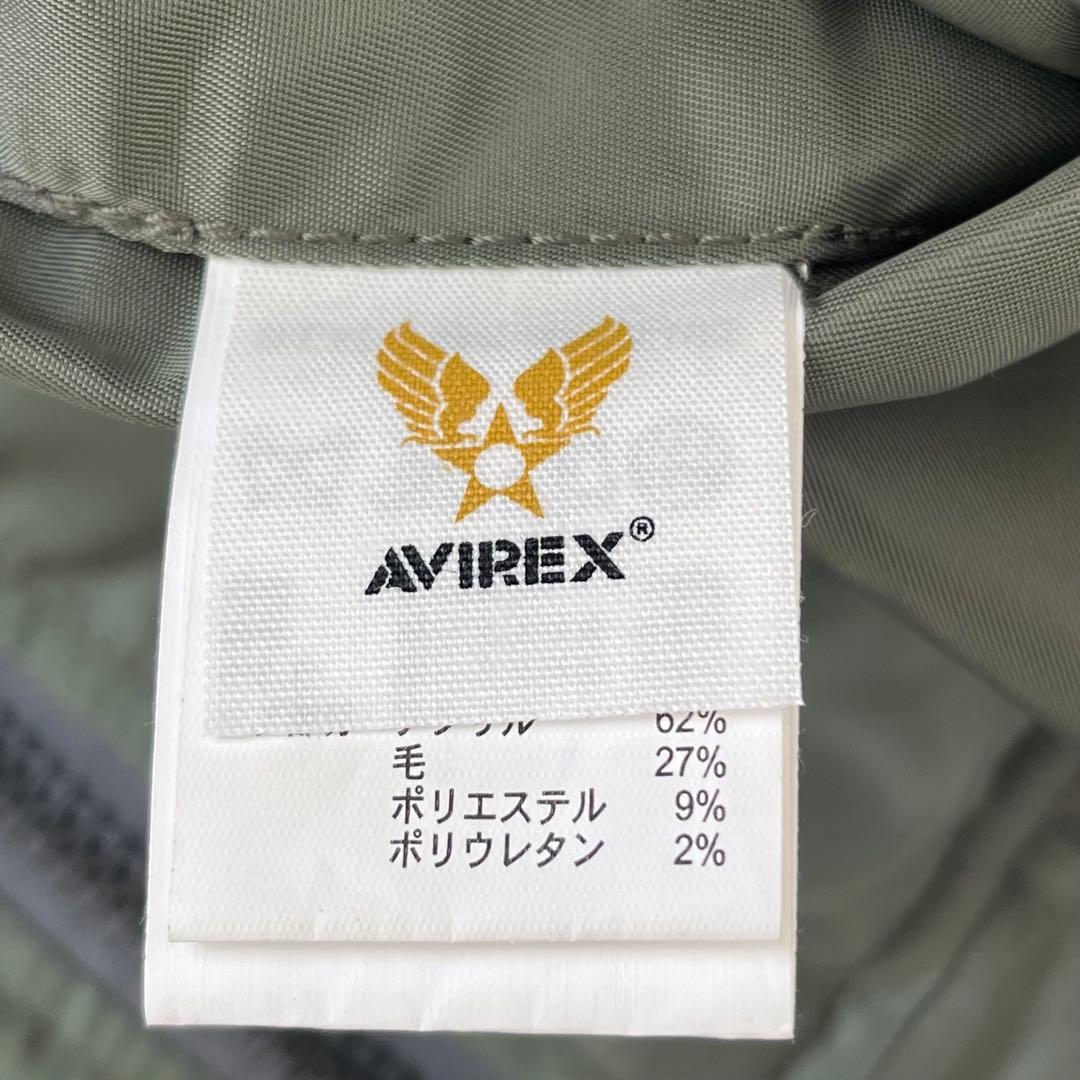 AVIREX®
62%
毛 27%
ポリエステル 9%
ポリウレタン 2%